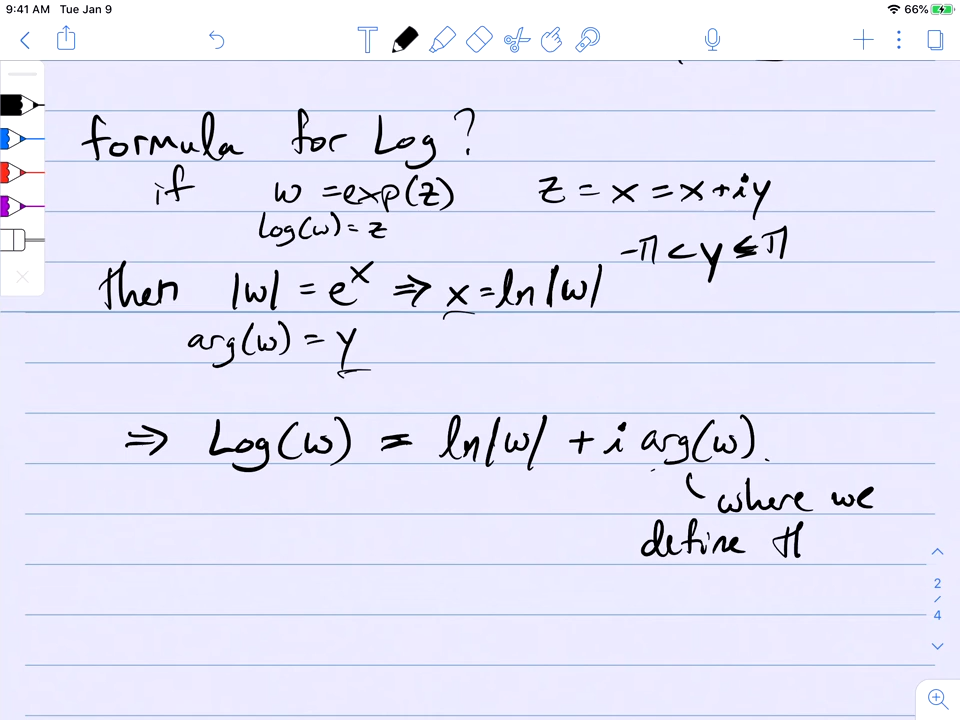 9:41 AM Tue Jan 9
66%
formula for Log?
if w = exp(z) z = x = x + iy
log(w) = z
-π < y ≤ π
then |w| = e^x ⇒ x = ln|w|
arg(w) = y
⇒ Log(w) = ln|w| + i arg(w).
where we
define
2
/
4